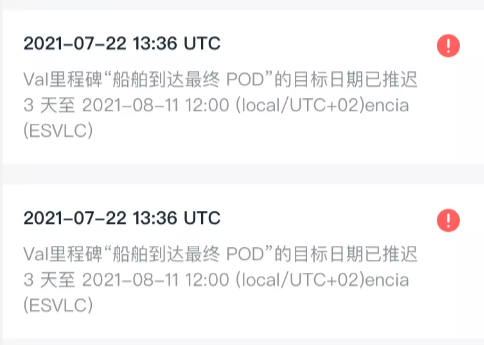 2021-07-22 13:36 UTC
Val里程碑“船舶到达最终 POD”的目标日期已推迟
3 天至 2021-08-11 12:00 (local/UTC+02)encia
(ESVLC)
2021-07-22 13:36 UTC
Val里程碑“船舶到达最终 POD”的目标日期已推迟
3 天至 2021-08-11 12:00 (local/UTC+02)encia
(ESVLC)